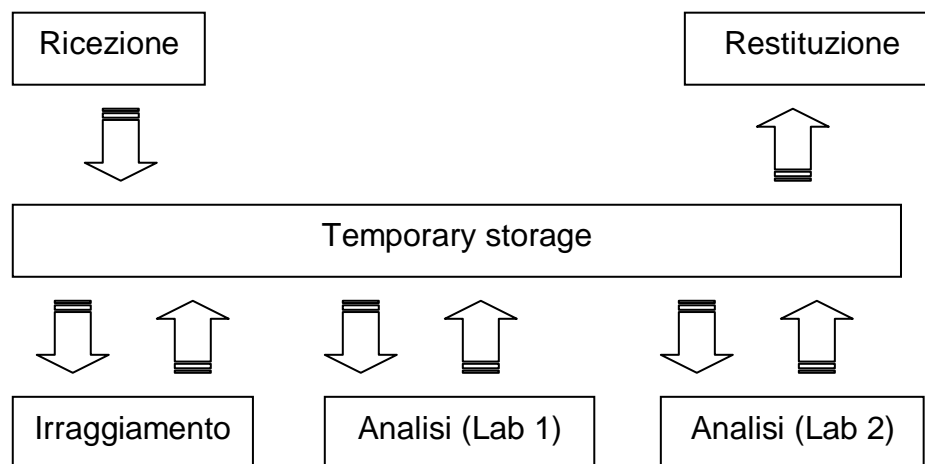 Ricezione
Restituzione
Temporary storage
Irraggiamento
Analisi (Lab 1)
Analisi (Lab 2)